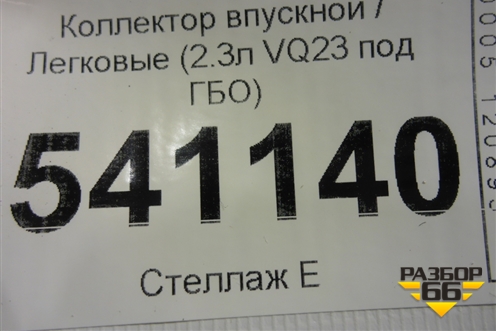 Коллектор впускной /
Легковые (2.3л VQ23 под
ГБО)
541140
Стеллаж Е
РАЗБОР
66